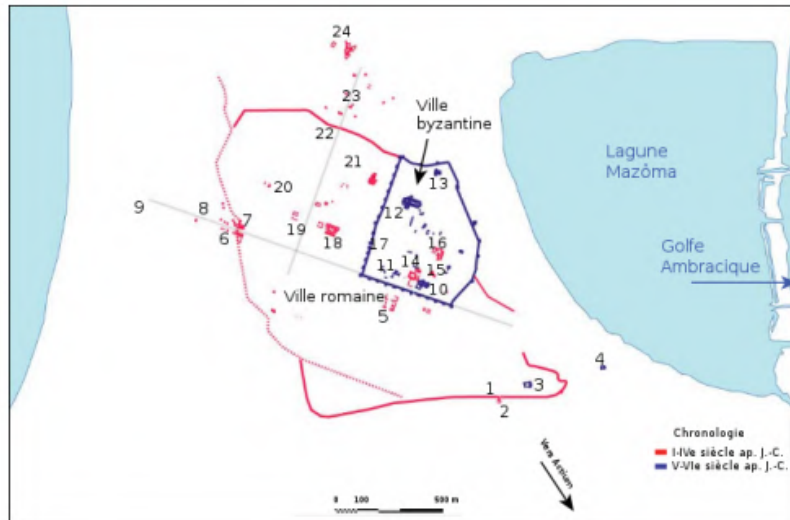 24
23
Ville
byzantine
22
21
13
Lagune
Mazôma
20
12
9
8
7
6
19
18
17
16
Golfe
Ambracique
11
14
15
10
Ville romaine
5
4
1
3
2
Chronologie
I-IVe siècle ap. J.-C.
V-VIe siècle ap. J.-C.
Vers Actium
0 100 500 m